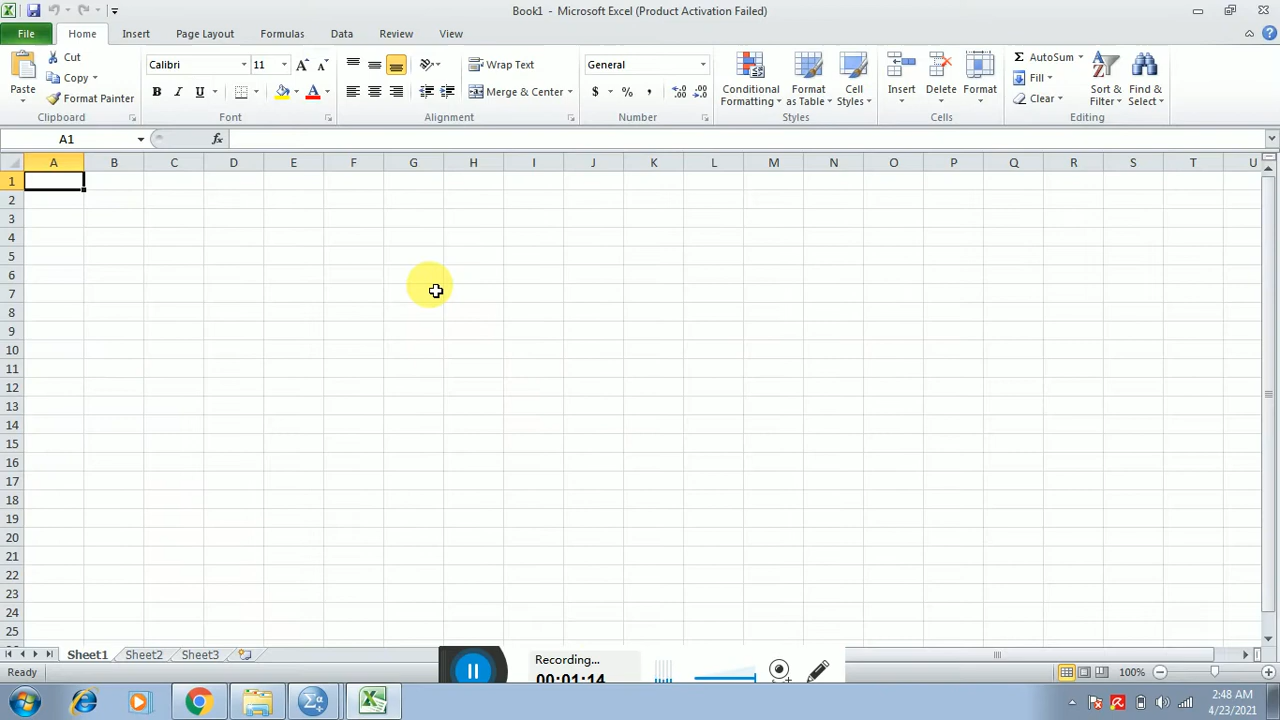 Book1 - Microsoft Excel (Product Activation Failed)
File Home Insert Page Layout Formulas Data Review View
Paste
Cut
Copy
Format Painter
Clipboard
Calibri 11
B I U
Font
Wrap Text
Merge & Center
Alignment
General
$ % ,
Number
Conditional Formatting
Format as Table
Cell Styles
Styles
Insert
Delete
Format
Cells
Σ AutoSum
Fill
Clear
Sort & Filter
Find & Select
Editing
A1 fx
A B C D E F G H I J K L M N O P Q R S T U
1
2
3
4
5
6
7
8
9
10
11
12
13
14
15
16
17
18
19
20
21
22
23
24
25
Sheet1 Sheet2 Sheet3
Recording...
00:01:14
Ready
100%
2:48 AM
4/23/2021